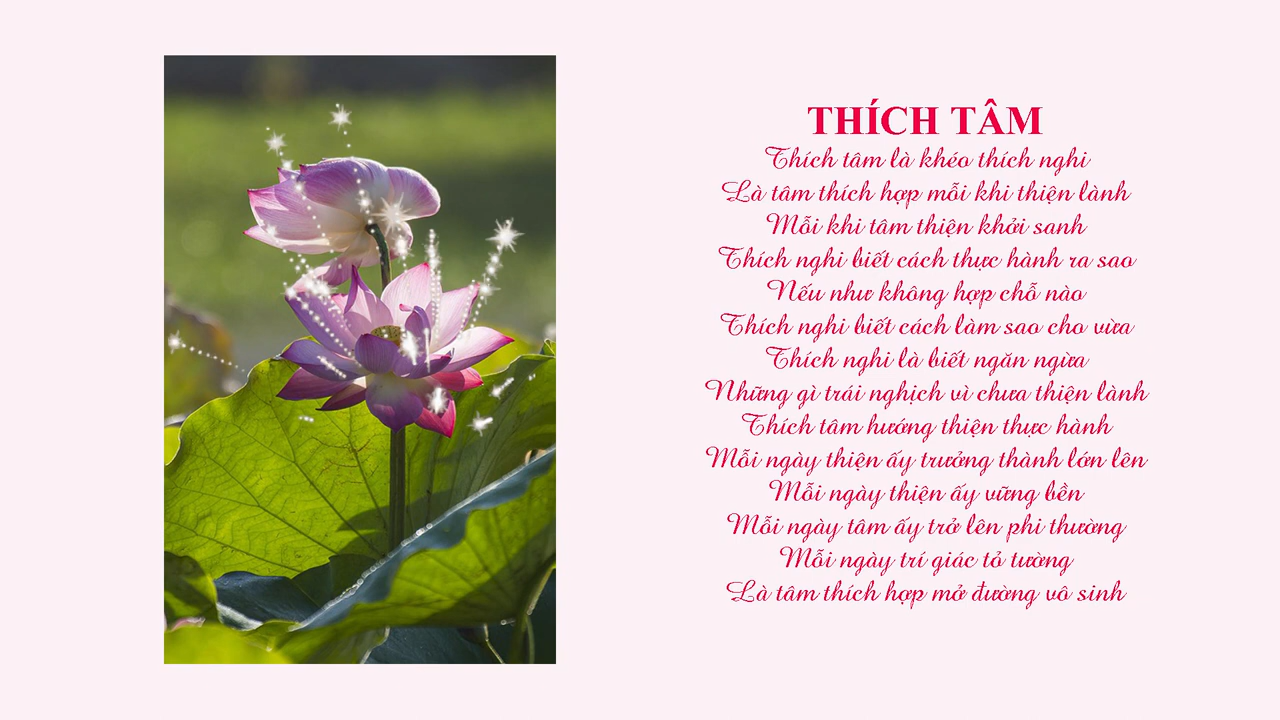 THÍCH TÂM
Thích tâm là khéo thích nghi
Là tâm thích hợp mỗi khi thiện lành
Mỗi khi tâm thiện khởi sanh
Thích nghi biết cách thực hành ra sao
Nếu như không hợp chỗ nào
Thích nghi biết cách làm sao cho vừa
Thích nghi là biết ngăn ngừa
Những gì trái nghịch vì chưa thiện lành
Thích tâm hướng thiện thực hành
Mỗi ngày thiện ấy trưởng thành lớn lên
Mỗi ngày thiện ấy vững bền
Mỗi ngày tâm ấy trở lên phi thường
Mỗi ngày trí giác tỏ tường
Là tâm thích hợp mở đường vô sinh